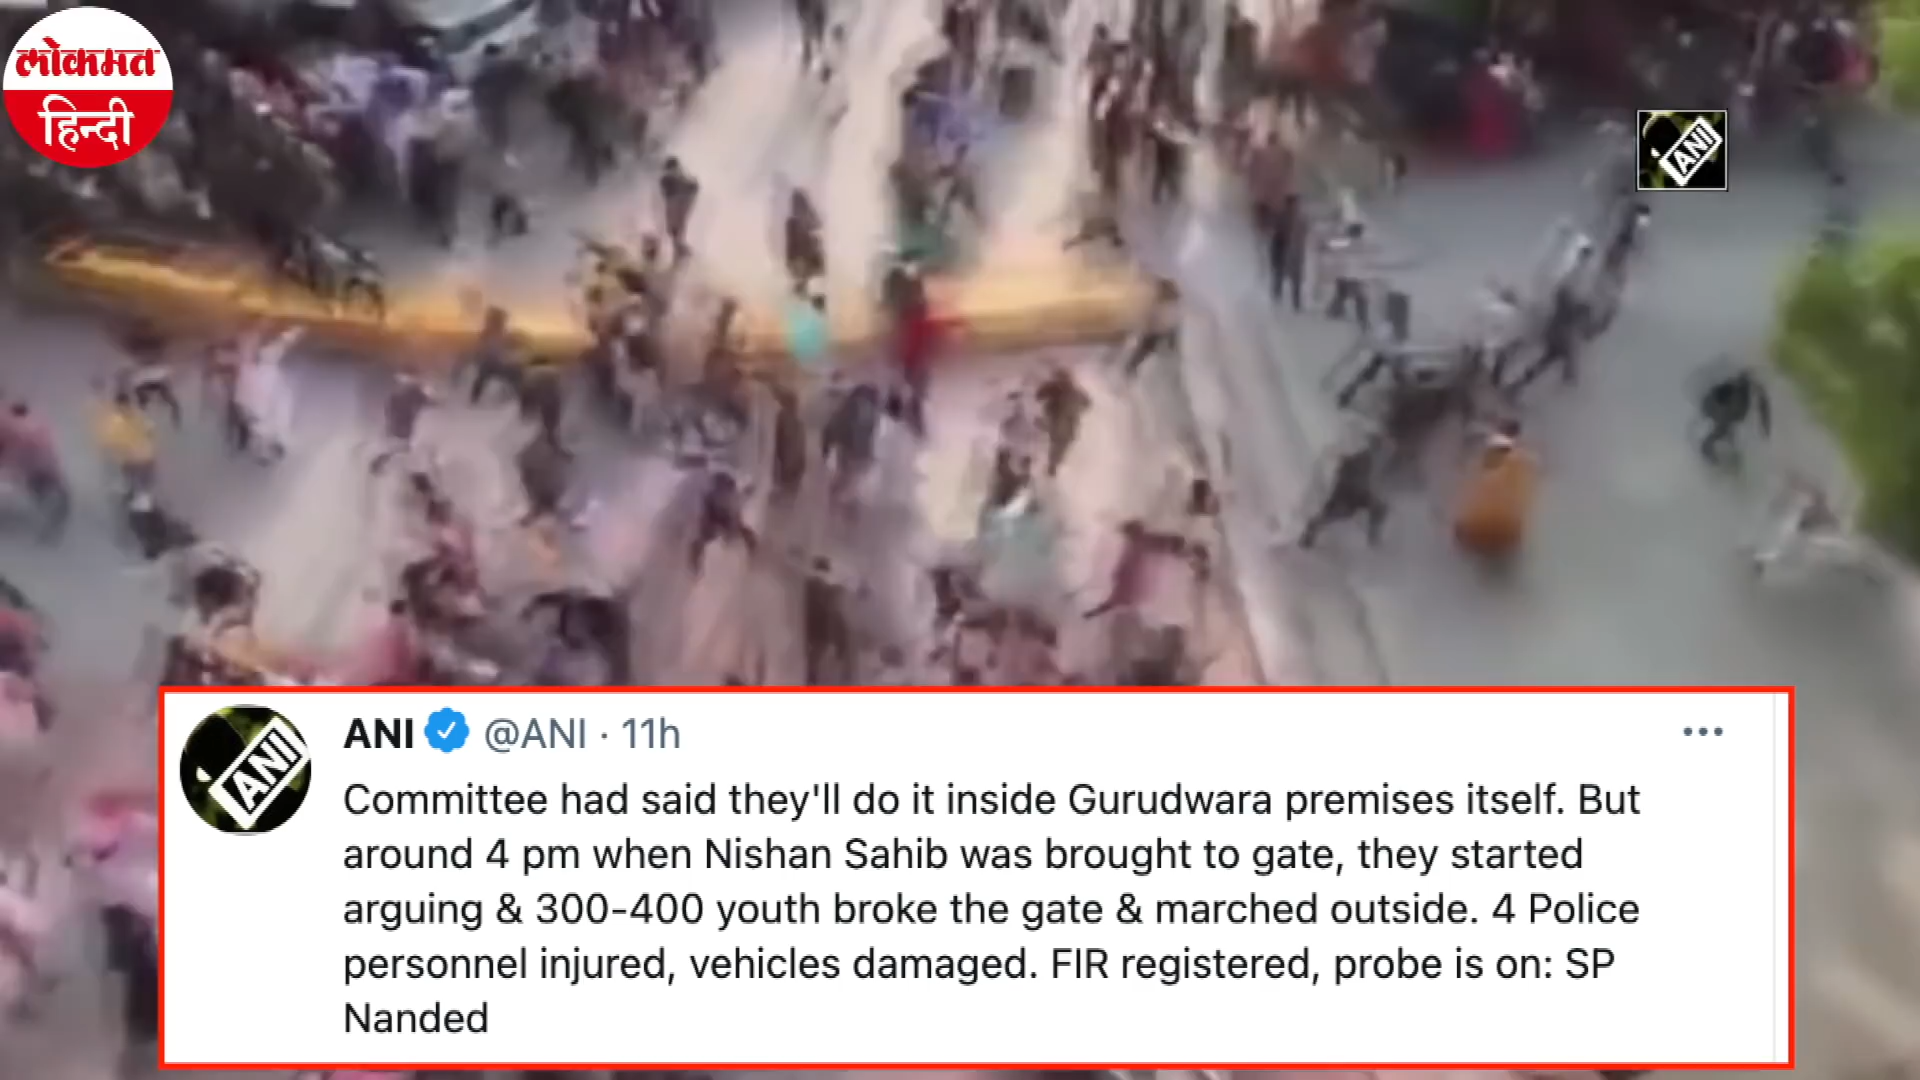 लोकमत
हिन्दी
ANI
ANI
ANI @ANI · 11h
Committee had said they'll do it inside Gurudwara premises itself. But
around 4 pm when Nishan Sahib was brought to gate, they started
arguing & 300-400 youth broke the gate & marched outside. 4 Police
personnel injured, vehicles damaged. FIR registered, probe is on: SP
Nanded